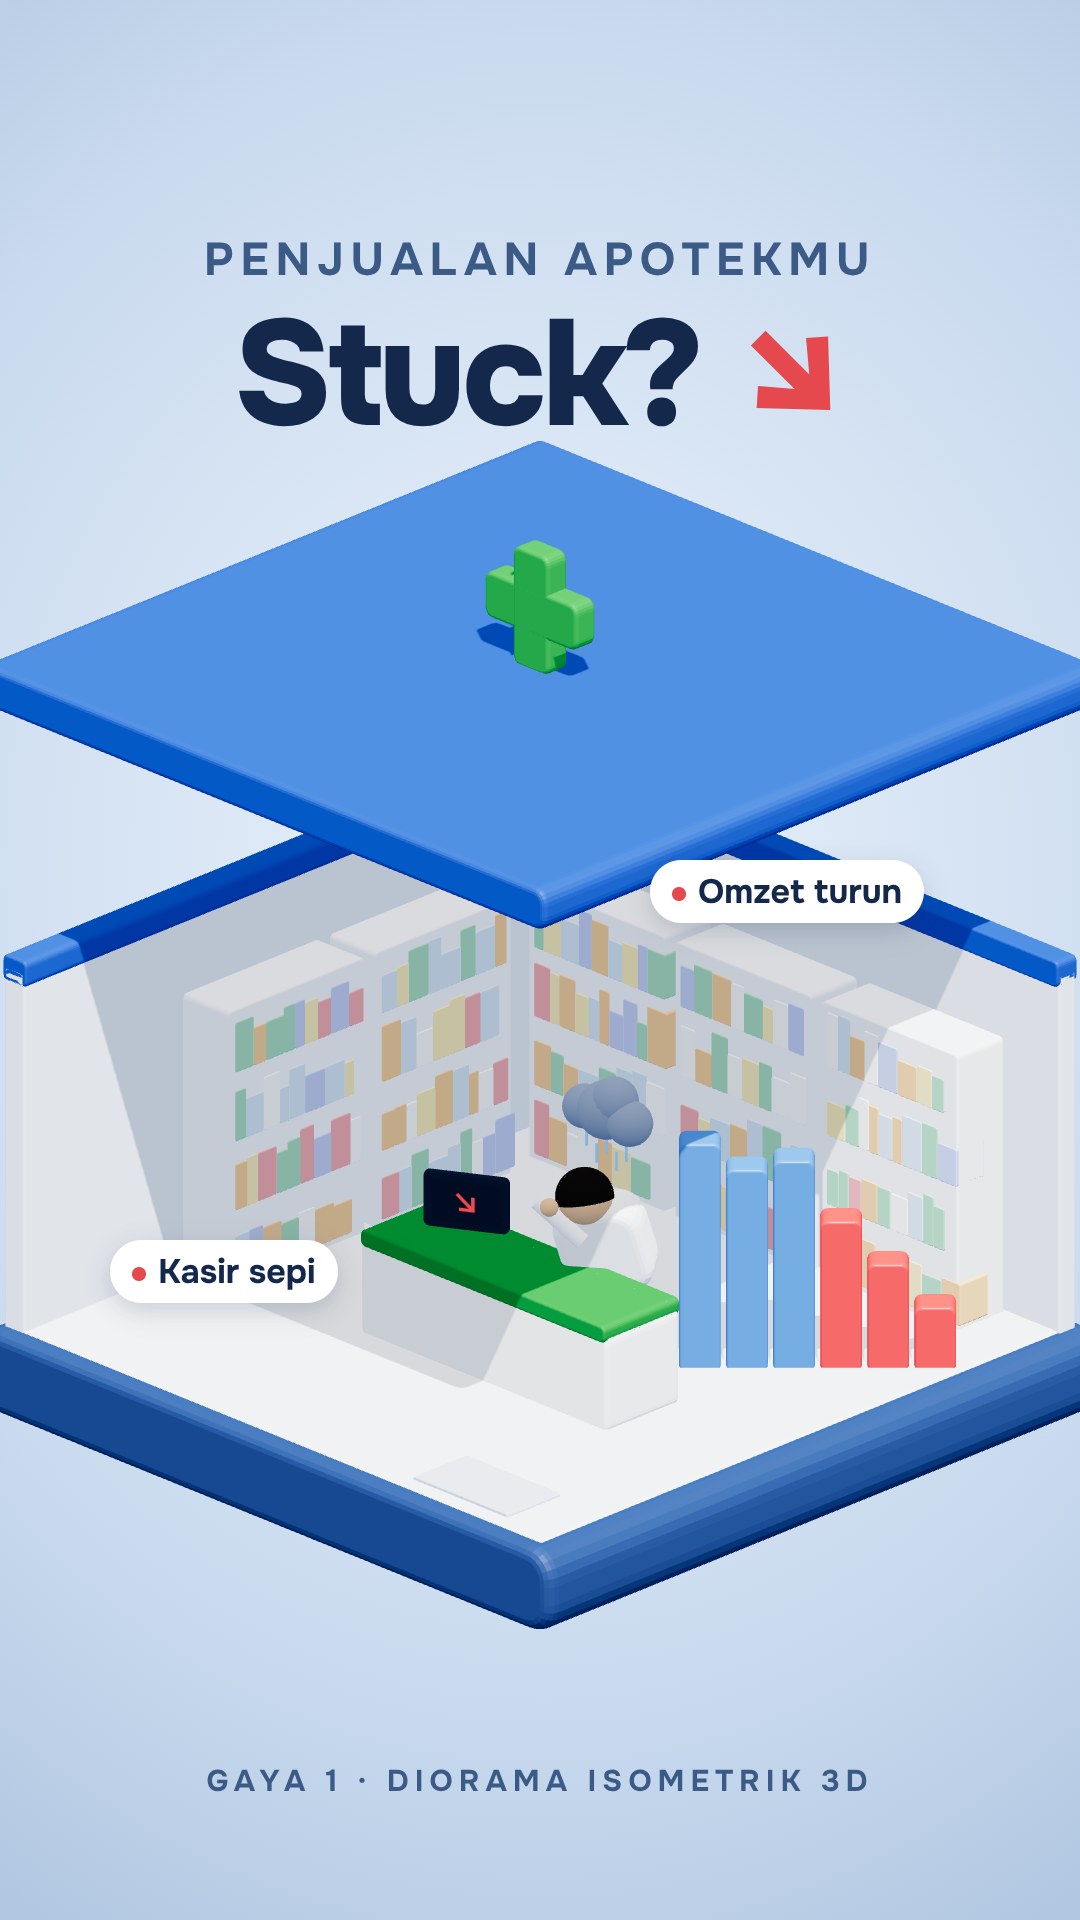 PENJUALAN APOTEKMU
Stuck?
Omzet turun
Kasir sepi
GAYA 1 · DIORAMA ISOMETRIK 3D